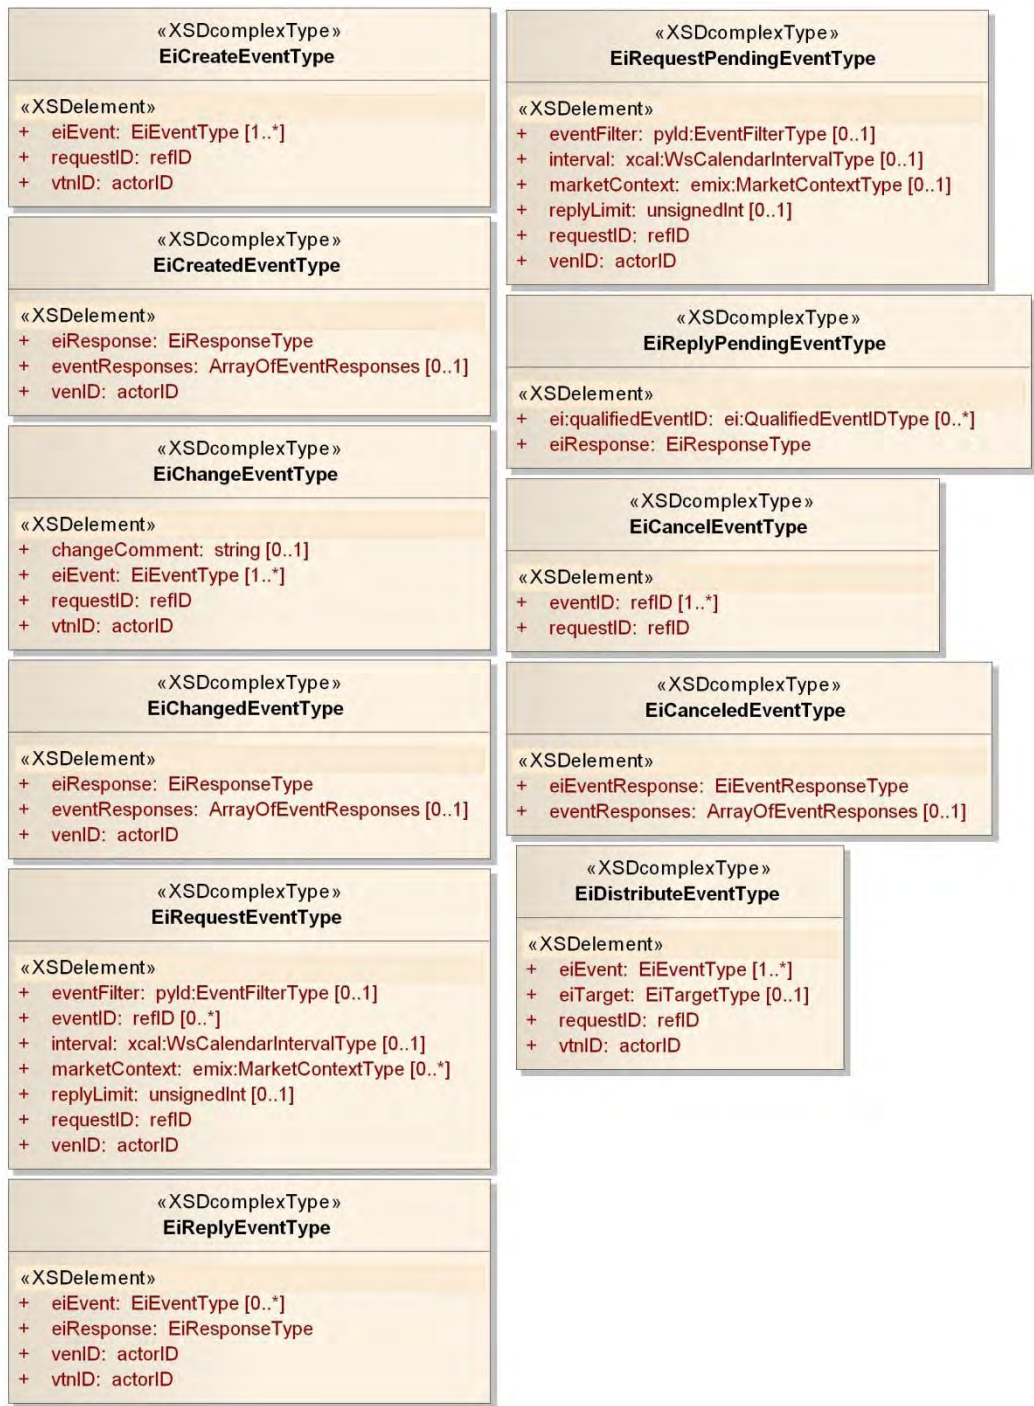 «XSDcomplexType»
EiCreateEventType
«XSDelement»
+ eiEvent: EiEventType [1..*]
+ requestID: refID
+ vtnID: actorID
«XSDcomplexType»
EiCreatedEventType
«XSDelement»
+ eiResponse: EiResponseType
+ eventResponses: ArrayOfEventResponses [0..1]
+ venID: actorID
«XSDcomplexType»
EiChangeEventType
«XSDelement»
+ changeComment: string [0..1]
+ eiEvent: EiEventType [1..*]
+ requestID: refID
+ vtnID: actorID
«XSDcomplexType»
EiChangedEventType
«XSDelement»
+ eiResponse: EiResponseType
+ eventResponses: ArrayOfEventResponses [0..1]
+ venID: actorID
«XSDcomplexType»
EiRequestEventType
«XSDelement»
+ eventFilter: pyld:EventFilterType [0..1]
+ eventID: refID [0..*]
+ interval: xcal:WsCalendarIntervalType [0..1]
+ marketContext: emix:MarketContextType [0..*]
+ replyLimit: unsignedInt [0..1]
+ requestID: refID
+ venID: actorID
«XSDcomplexType»
EiReplyEventType
«XSDelement»
+ eiEvent: EiEventType [0..*]
+ eiResponse: EiResponseType
+ venID: actorID
+ vtnID: actorID
«XSDcomplexType»
EiRequestPendingEventType
«XSDelement»
+ eventFilter: pyld:EventFilterType [0..1]
+ interval: xcal:WsCalendarIntervalType [0..1]
+ marketContext: emix:MarketContextType [0..1]
+ replyLimit: unsignedInt [0..1]
+ requestID: refID
+ venID: actorID
«XSDcomplexType»
EiReplyPendingEventType
«XSDelement»
+ ei:qualifiedEventID: ei:QualifiedEventIDType [0..*]
+ eiResponse: EiResponseType
«XSDcomplexType»
EiCancelEventType
«XSDelement»
+ eventID: refID [1..*]
+ requestID: refID
«XSDcomplexType»
EiCanceledEventType
«XSDelement»
+ eiEventResponse: EiEventResponseType
+ eventResponses: ArrayOfEventResponses [0..1]
«XSDcomplexType»
EiDistributeEventType
«XSDelement»
+ eiEvent: EiEventType [1..*]
+ eiTarget: EiTargetType [0..1]
+ requestID: refID
+ vtnID: actorID